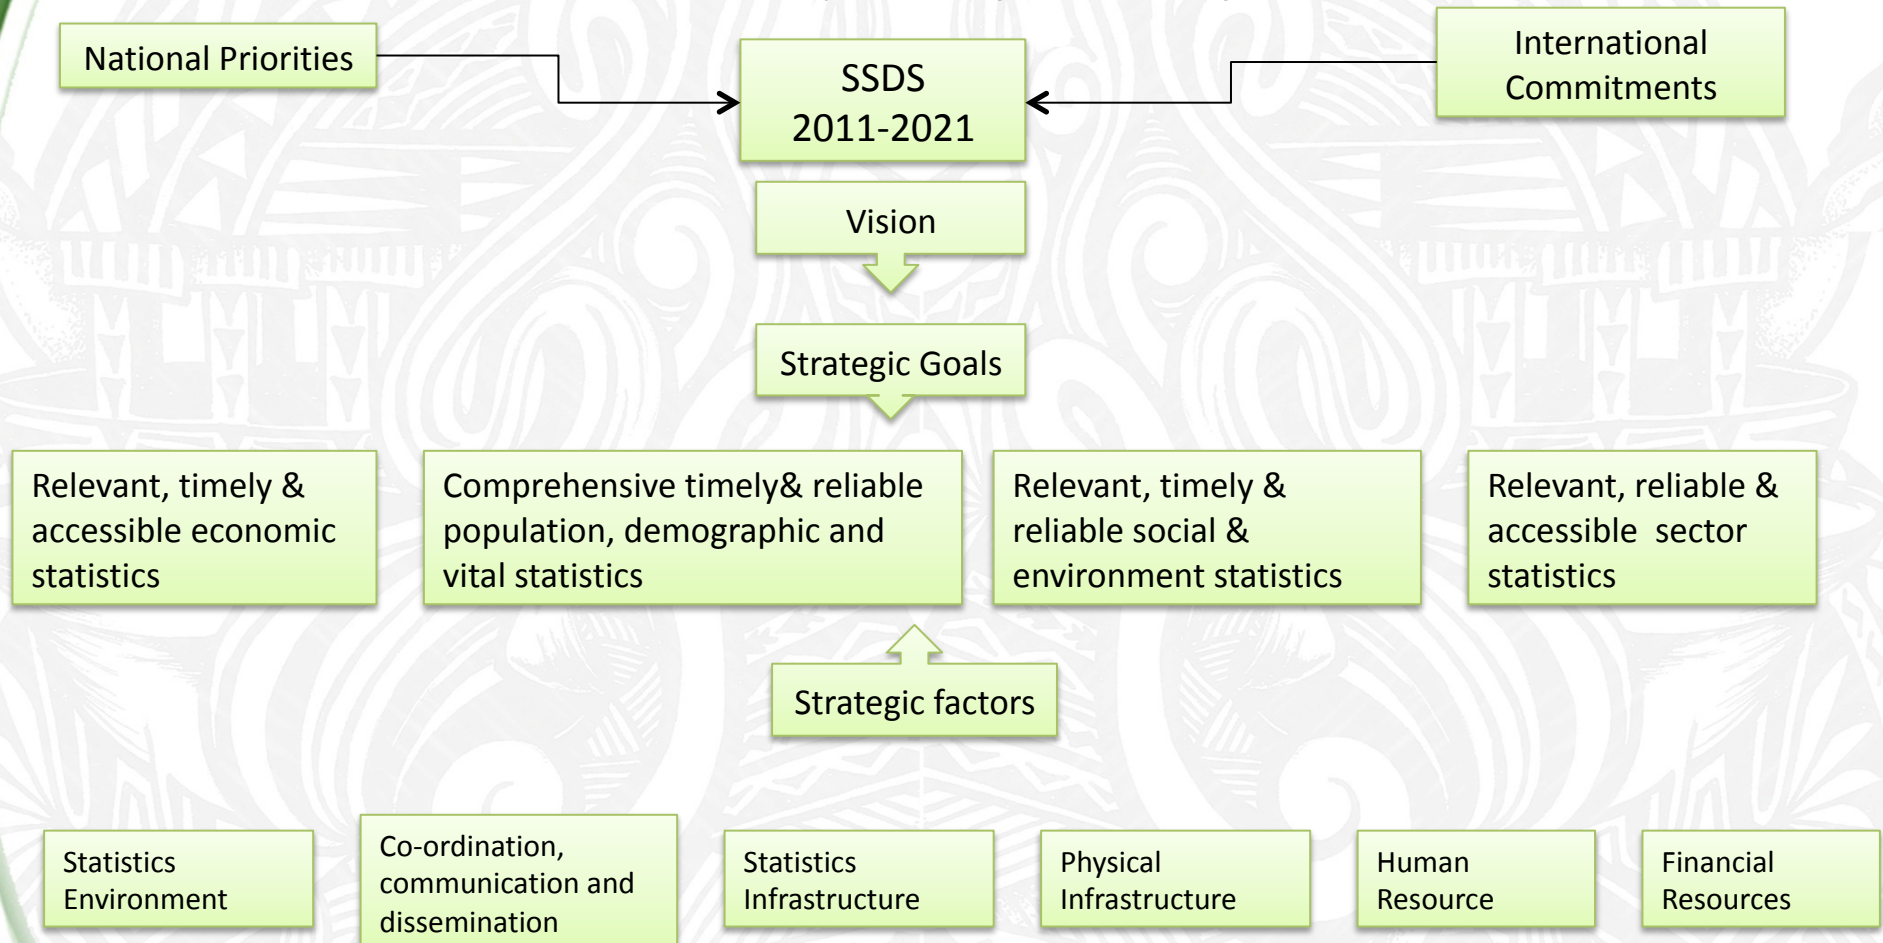 National Priorities
SSDS
2011-2021
International
Commitments
Vision
Strategic Goals
Relevant, timely &
accessible economic
statistics
Comprehensive timely& reliable
population, demographic and
vital statistics
Relevant, timely &
reliable social &
environment statistics
Relevant, reliable &
accessible  sector
statistics
Strategic factors
Statistics
Environment
Co-ordination,
communication and
dissemination
Statistics
Infrastructure
Physical
Infrastructure
Human
Resource
Financial
Resources